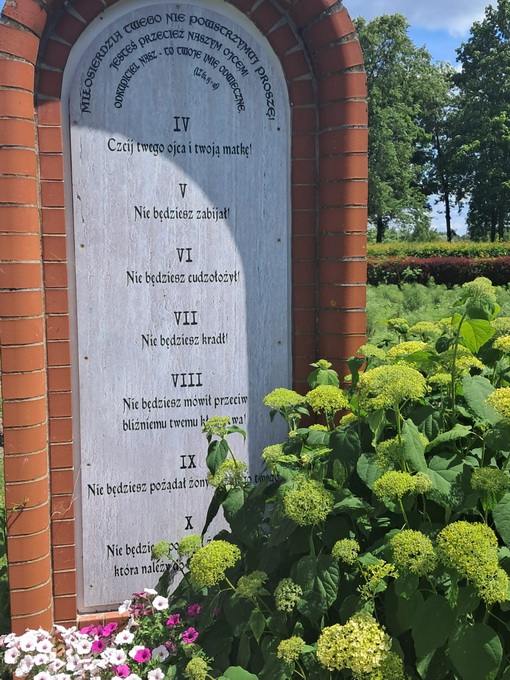 MIŁOSIERDZIA TWEGO NIE POWSTRZYMUJ PROSZĘ!
JESTEŚ PRZECIEŻ NASZYM OJCEM!
ODKUPICIEL NASZ - TO TWOJE IMIĘ ODWIECZNE.
IV
Czcij twego ojca i twoją matkę!
V
Nie będziesz zabijał!
VI
Nie będziesz cudzołożył!
VII
Nie będziesz kradł!
VIII
Nie będziesz mówił przeciw
bliźniemu twemu
IX
Nie będziesz pożądał żony
X
Nie będziesz
która należy